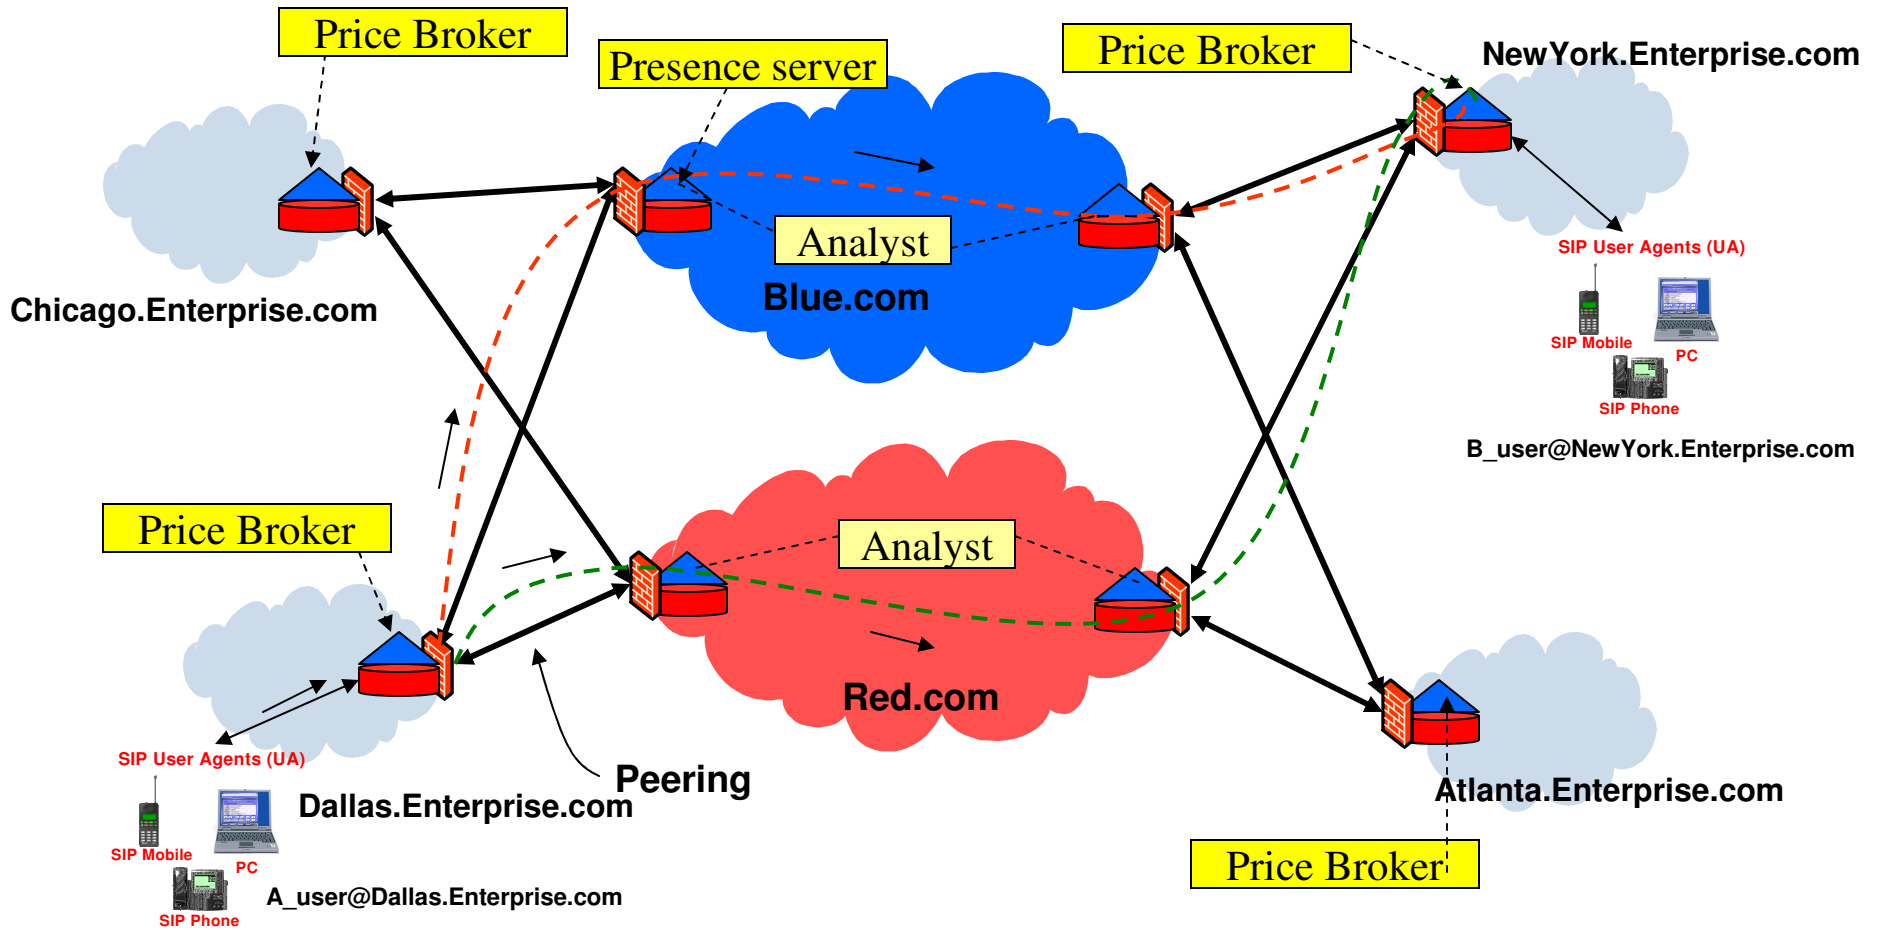 Price Broker
Presence server
Price Broker
NewYork.Enterprise.com
Analyst
SIP User Agents (UA)
Blue.com
Chicago.Enterprise.com
SIP Mobile
PC
SIP Phone
B_user@NewYork.Enterprise.com
Price Broker
Analyst
Red.com
SIP User Agents (UA)
Peering
Dallas.Enterprise.com
Atlanta.Enterprise.com
SIP Mobile
PC
Price Broker
A_user@Dallas.Enterprise.com
SIP Phone